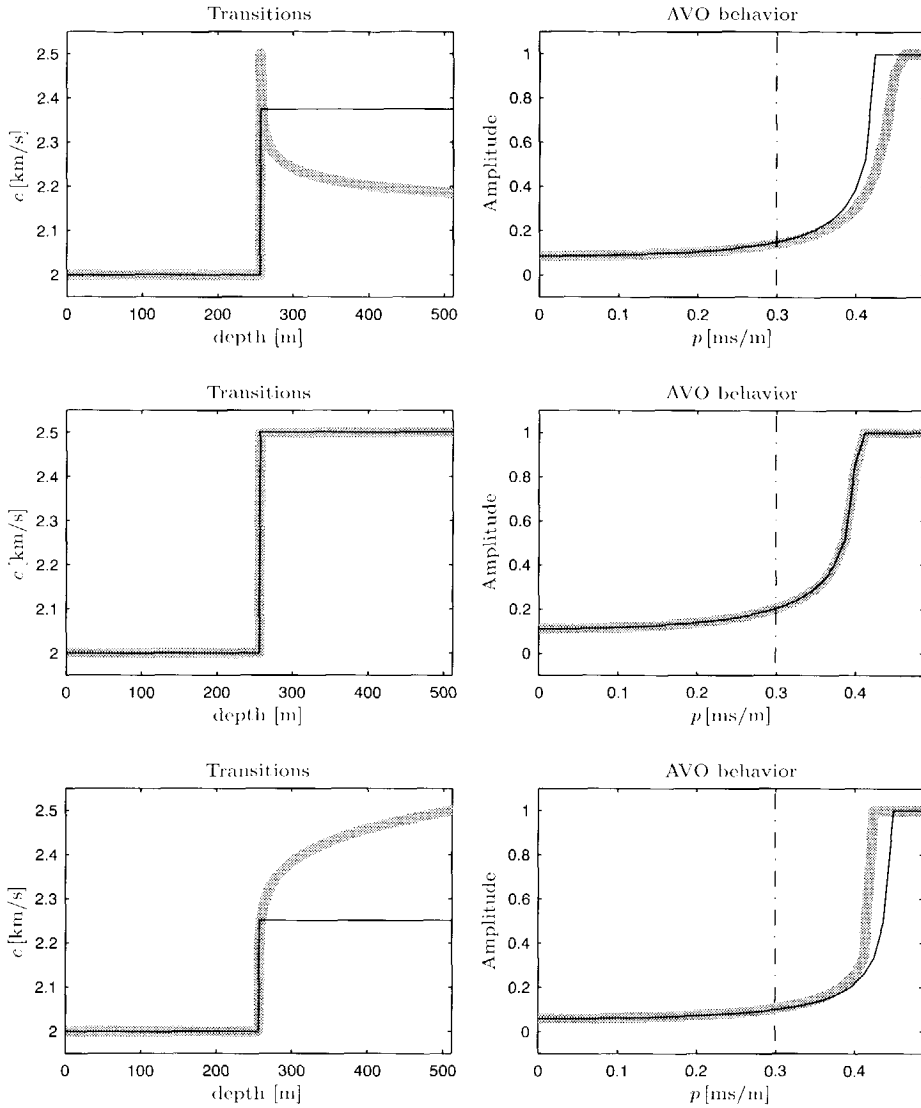 Transitions
AVO behavior
2.5
2.4
2.3
2.2
2.1
2
c [km/s]
0 100 200 300 400 500
depth [m]
1
0.8
0.6
0.4
0.2
0
Amplitude
0 0.1 0.2 0.3 0.4
p [ms/m]
Transitions
AVO behavior
2.5
2.4
2.3
2.2
2.1
2
c [km/s]
0 100 200 300 400 500
depth [m]
1
0.8
0.6
0.4
0.2
0
Amplitude
0 0.1 0.2 0.3 0.4
p [ms/m]
Transitions
AVO behavior
2.5
2.4
2.3
2.2
2.1
2
c [km/s]
0 100 200 300 400 500
depth [m]
1
0.8
0.6
0.4
0.2
0
Amplitude
0 0.1 0.2 0.3 0.4
p [ms/m]